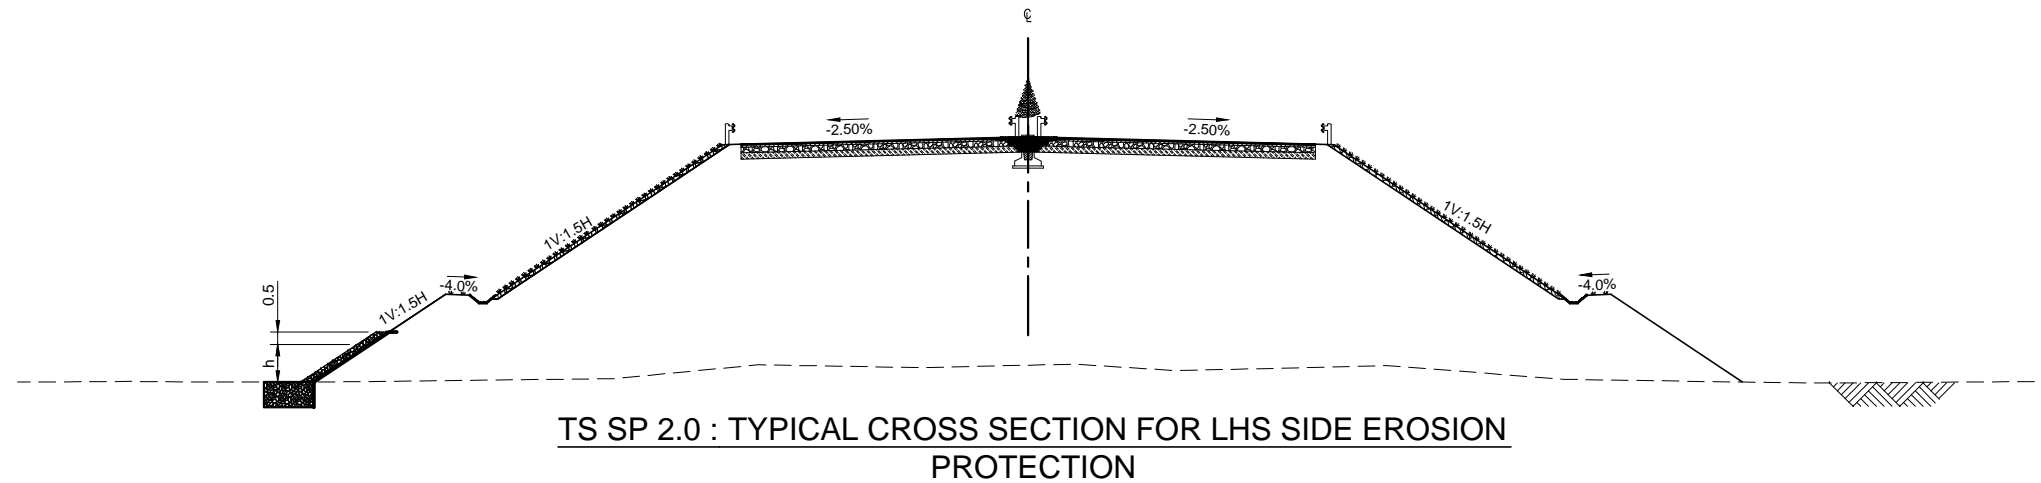 ℄
-2.50%
-2.50%
1V:1.5H
1V:1.5H
-4.0%
-4.0%
0.5
1V:1.5H
h
TS SP 2.0 : TYPICAL CROSS SECTION FOR LHS SIDE EROSION
PROTECTION